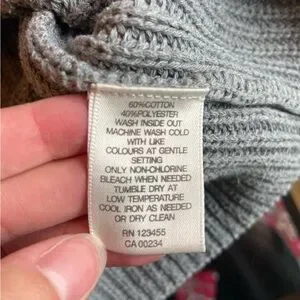 60%COTTON
40%POLYESTER
WASH INSIDE OUT
MACHINE WASH COLD
WITH LIKE
COLOURS AT GENTLE
SETTING
ONLY NON-CHLORINE
BLEACH WHEN NEEDED
TUMBLE DRY AT
LOW TEMPERATURE
COOL IRON AS NEEDED
OR DRY CLEAN
RN 123455
CA 00234